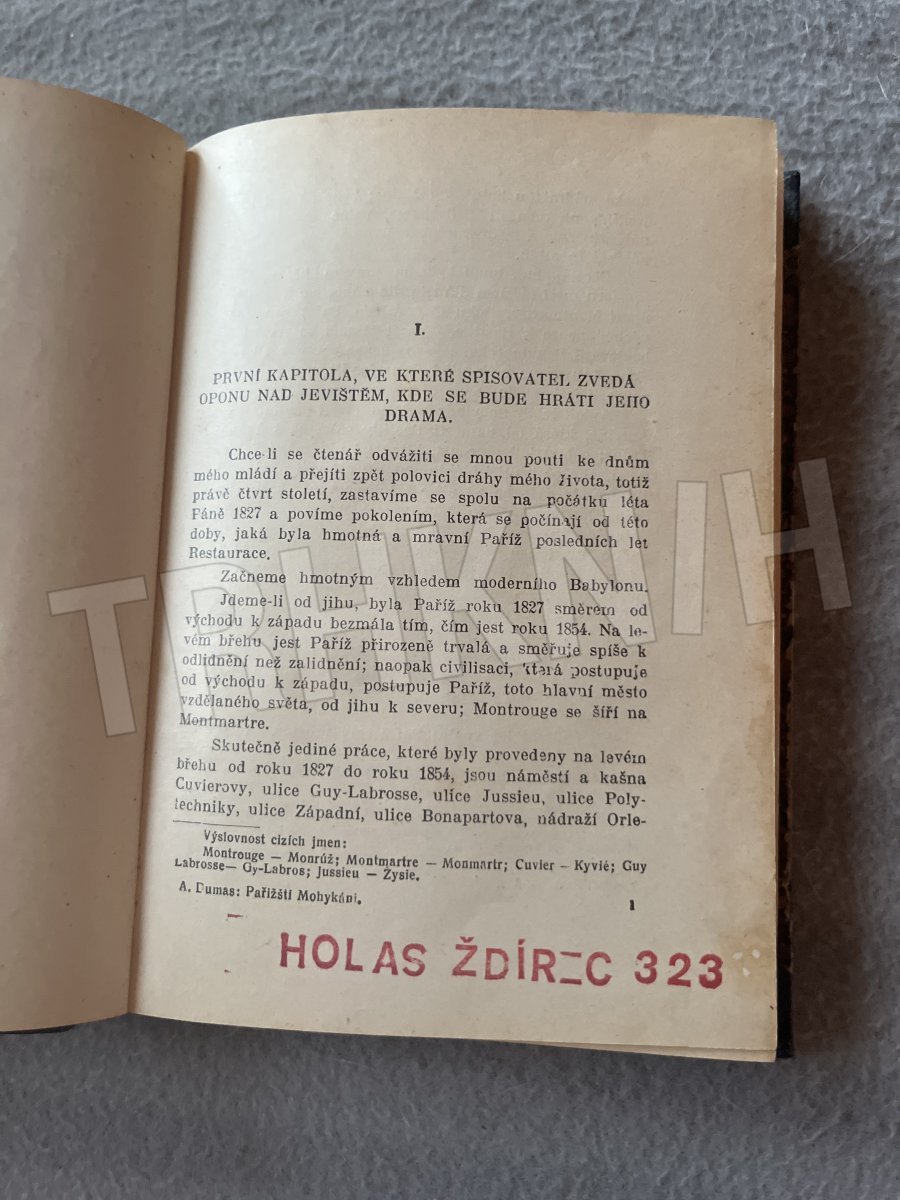 I.
PRVNÍ KAPITOLA, VE KTERÉ SPISOVATEL ZVEDÁ
OPONU NAD JEVIŠTĚM, KDE SE BUDE HRÁTI JEHO
DRAMA.
Chce-li se čtenář odvážiti se mnou pouti ke dnům
mého mládí a přejíti zpět polovici dráhy mého života, totiž
právě čtvrt století, zastavíme se spolu na počátku léta
Páně 1827 a povíme pokolením, která se počínají od této
doby, jaká byla hmotná a mravní Paříž posledních let
Restaurace.
Začneme hmotným vzhledem moderního Babylonu.
Jdeme-li od jihu, byla Paříž roku 1827 směrem od
východu k západu bezmála tím, čím jest roku 1854. Na le-
vém břehu jest Paříž přirozeně trvalá a směřuje spíše k
odlidnění než zalidnění; naopak civilisaci, která postupuje
od východu k západu, postupuje Paříž, toto hlavní město
vzdělaného světa, od jihu k severu; Montrouge se šíří na
Montmartre.
Skutečně jediné práce, které byly provedeny na levém
břehu od roku 1827 do roku 1854, jsou náměstí a kašna
Cuvierovy, ulice Guy-Labrosse, ulice Jussieu, ulice Poly-
techniky, ulice Západní, ulice Bonapartova, nádraží Orle-
Výslovnost cizích jmen:
Montrouge — Monrúž; Montmartre — Monmartr; Cuvier — Kyvié; Guy
Labrosse— Gy-Labros; Jussieu — Žysie.
A. Dumas: Pařižští Mohykáni.
1
HOLAS ŽDÍREC 323
TRHKNIH